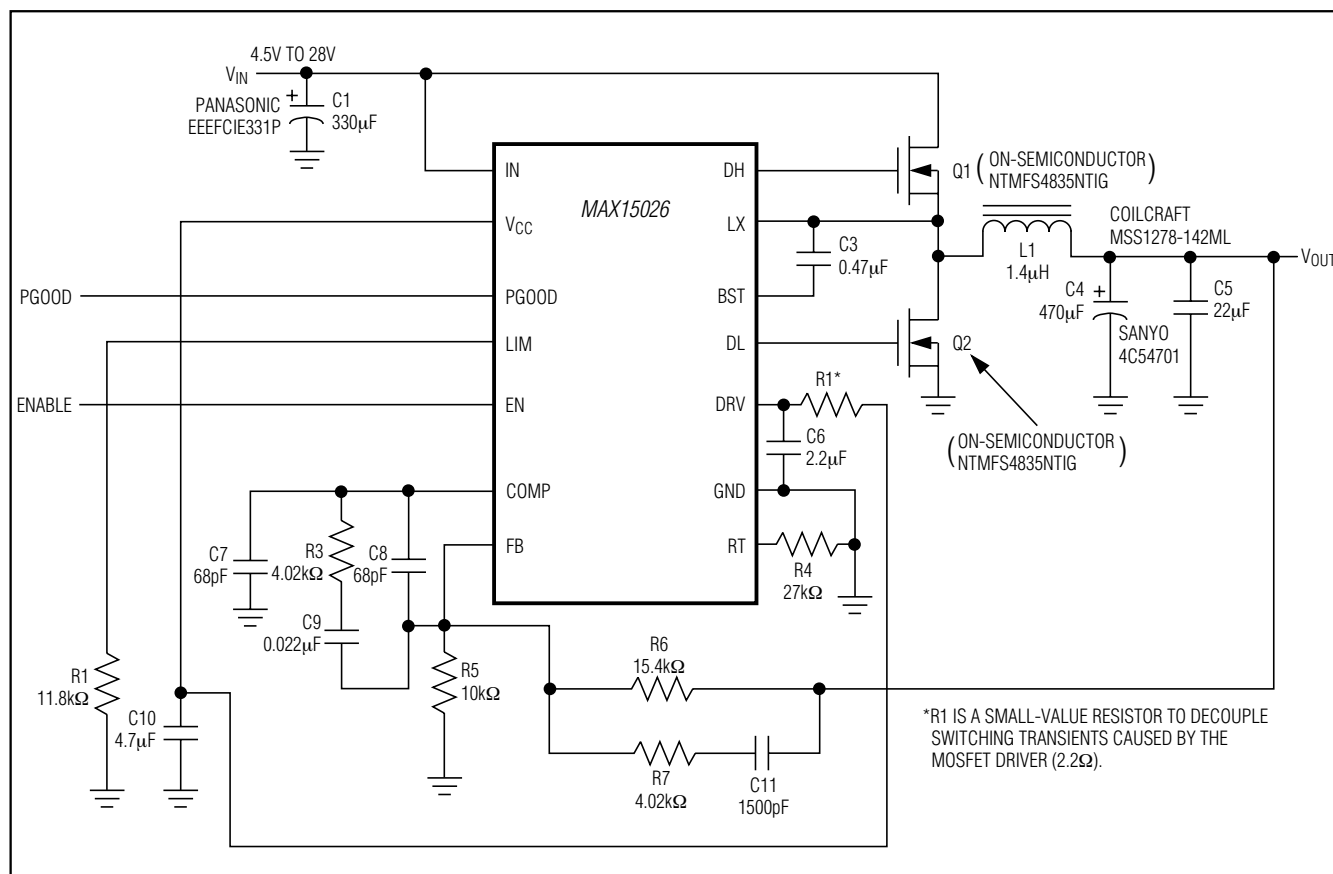 4.5V TO 28V
VIN
PANASONIC
EEEFCIE331P
+
C1
330µF
MAX15026
IN
VCC
PGOOD
LIM
EN
COMP
FB
DH
LX
BST
DL
DRV
GND
RT
PGOOD
ENABLE
Q1
(ON-SEMICONDUCTOR
NTMFS4835NTIG)
C3
0.47µF
L1
1.4µH
COILCRAFT
MSS1278-142ML
VOUT
C4
470µF
+
SANYO
4C54701
C5
22µF
Q2
(ON-SEMICONDUCTOR
NTMFS4835NTIG)
R1*
C6
2.2µF
R4
27kΩ
C7
68pF
R3
4.02kΩ
C8
68pF
C9
0.022µF
R1
11.8kΩ
C10
4.7µF
R5
10kΩ
R6
15.4kΩ
R7
4.02kΩ
C11
1500pF
*R1 IS A SMALL-VALUE RESISTOR TO DECOUPLE
SWITCHING TRANSIENTS CAUSED BY THE
MOSFET DRIVER (2.2Ω).